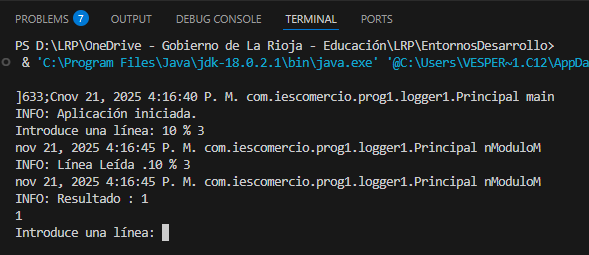 PROBLEMS 7 OUTPUT DEBUG CONSOLE TERMINAL PORTS
PS D:\LRP\OneDrive - Gobierno de La Rioja - Educación\LRP\EntornosDesarrollo>
& 'C:\Program Files\Java\jdk-18.0.2.1\bin\java.exe' '@C:\Users\VESPER~1.C12\AppDa
]633;Cnov 21, 2025 4:16:40 P. M. com.iescomercio.prog1.logger1.Principal main
INFO: Aplicación iniciada.
Introduce una línea: 10 % 3
nov 21, 2025 4:16:45 P. M. com.iescomercio.prog1.logger1.Principal nModuloM
INFO: Línea Leída .10 % 3
nov 21, 2025 4:16:45 P. M. com.iescomercio.prog1.logger1.Principal nModuloM
INFO: Resultado : 1
1
Introduce una línea: